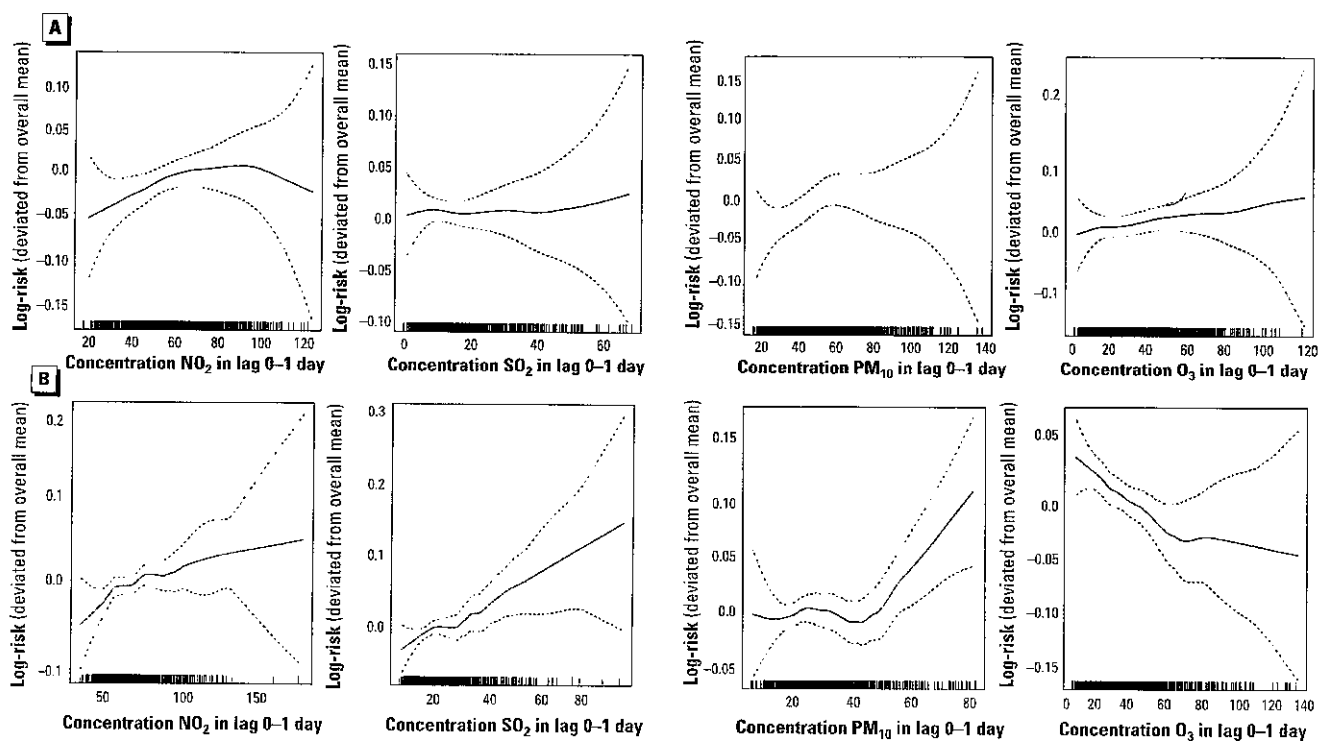 A
Log-risk (deviated from overall mean)
0.10
0.05
0.0
−0.05
−0.10
−0.15
20 40 60 80 100 120
Concentration NO2 in lag 0–1 day
Log-risk (deviated from overall mean)
0.15
0.10
0.05
0.0
−0.05
−0.10
0 20 40 60
Concentration SO2 in lag 0–1 day
Log-risk (deviated from overall mean)
0.15
0.10
0.05
0.0
−0.05
−0.10
−0.15
20 40 60 80 100 120 140
Concentration PM10 in lag 0–1 day
Log-risk (deviated from overall mean)
0.2
0.1
0.0
−0.1
0 20 40 60 80 100 120
Concentration O3 in lag 0–1 day
B
Log-risk (deviated from overall mean)
0.2
0.1
0.0
−0.1
50 100 150
Concentration NO2 in lag 0–1 day
Log-risk (deviated from overall mean)
0.3
0.2
0.1
0.0
20 40 60 80
Concentration SO2 in lag 0–1 day
Log-risk (deviated from overall mean)
0.15
0.10
0.05
0.0
−0.05
20 40 60 80
Concentration PM10 in lag 0–1 day
Log-risk (deviated from overall mean)
0.05
0.0
−0.05
−0.10
−0.15
0 20 40 60 80 100 120 140
Concentration O3 in lag 0–1 day